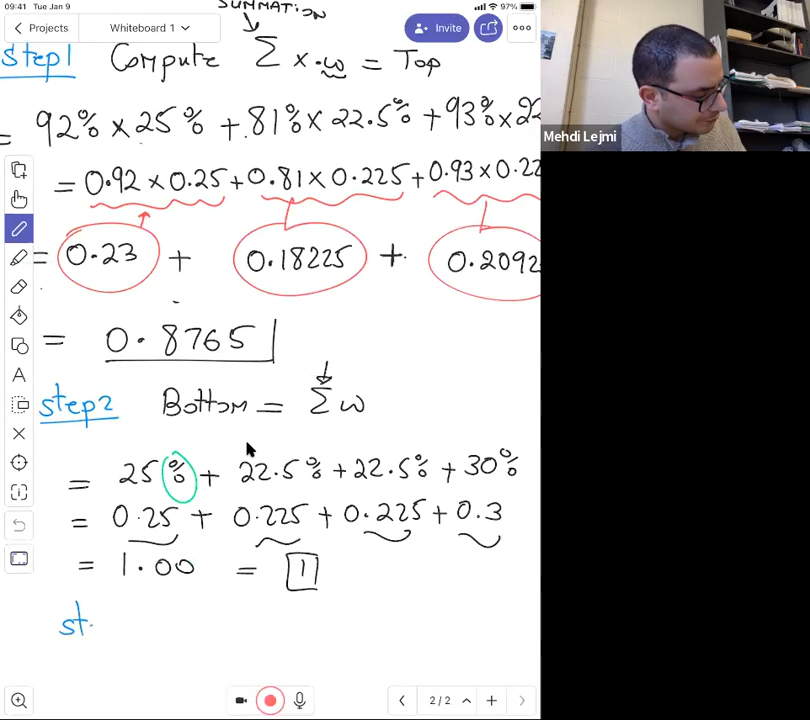 09:41 Tue Jan 9
97%
SUMMATION
Projects
Whiteboard 1
Invite
Step1 Compute Σ x·w = Top
= 92% × 25% + 81% × 22.5% + 93% × 22
= 0.92 × 0.25 + 0.81 × 0.225 + 0.93 × 0.22
= 0.23 + 0.18225 + 0.2092
= 0.8765
step2 Bottom = Σ w
= 25% + 22.5% + 22.5% + 30%
= 0.25 + 0.225 + 0.225 + 0.3
= 1.00 = 1
st
A
2/2
Mehdi Lejmi